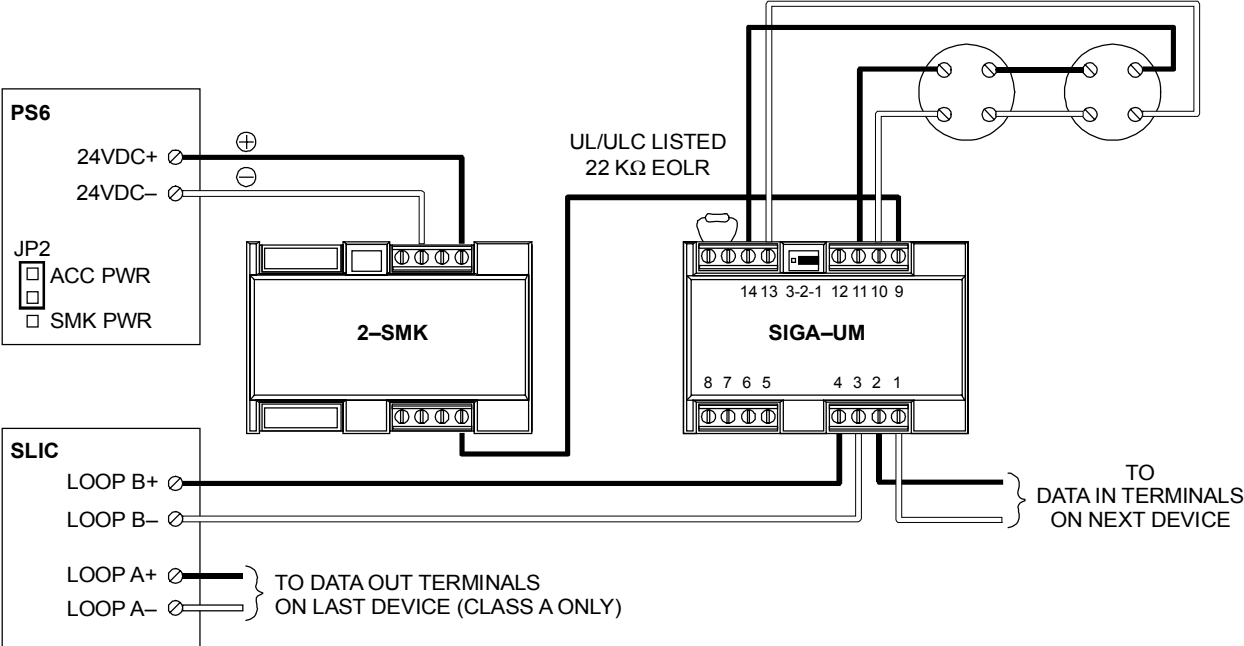 PS6
24VDC+
24VDC–
JP2
ACC PWR
SMK PWR
UL/ULC LISTED
22 KΩ EOLR
2–SMK
14 13 3-2-1 12 11 10 9
SIGA–UM
8 7 6 5 4 3 2 1
SLIC
LOOP B+
LOOP B–
LOOP A+
LOOP A–
TO DATA OUT TERMINALS
ON LAST DEVICE (CLASS A ONLY)
TO
DATA IN TERMINALS
ON NEXT DEVICE